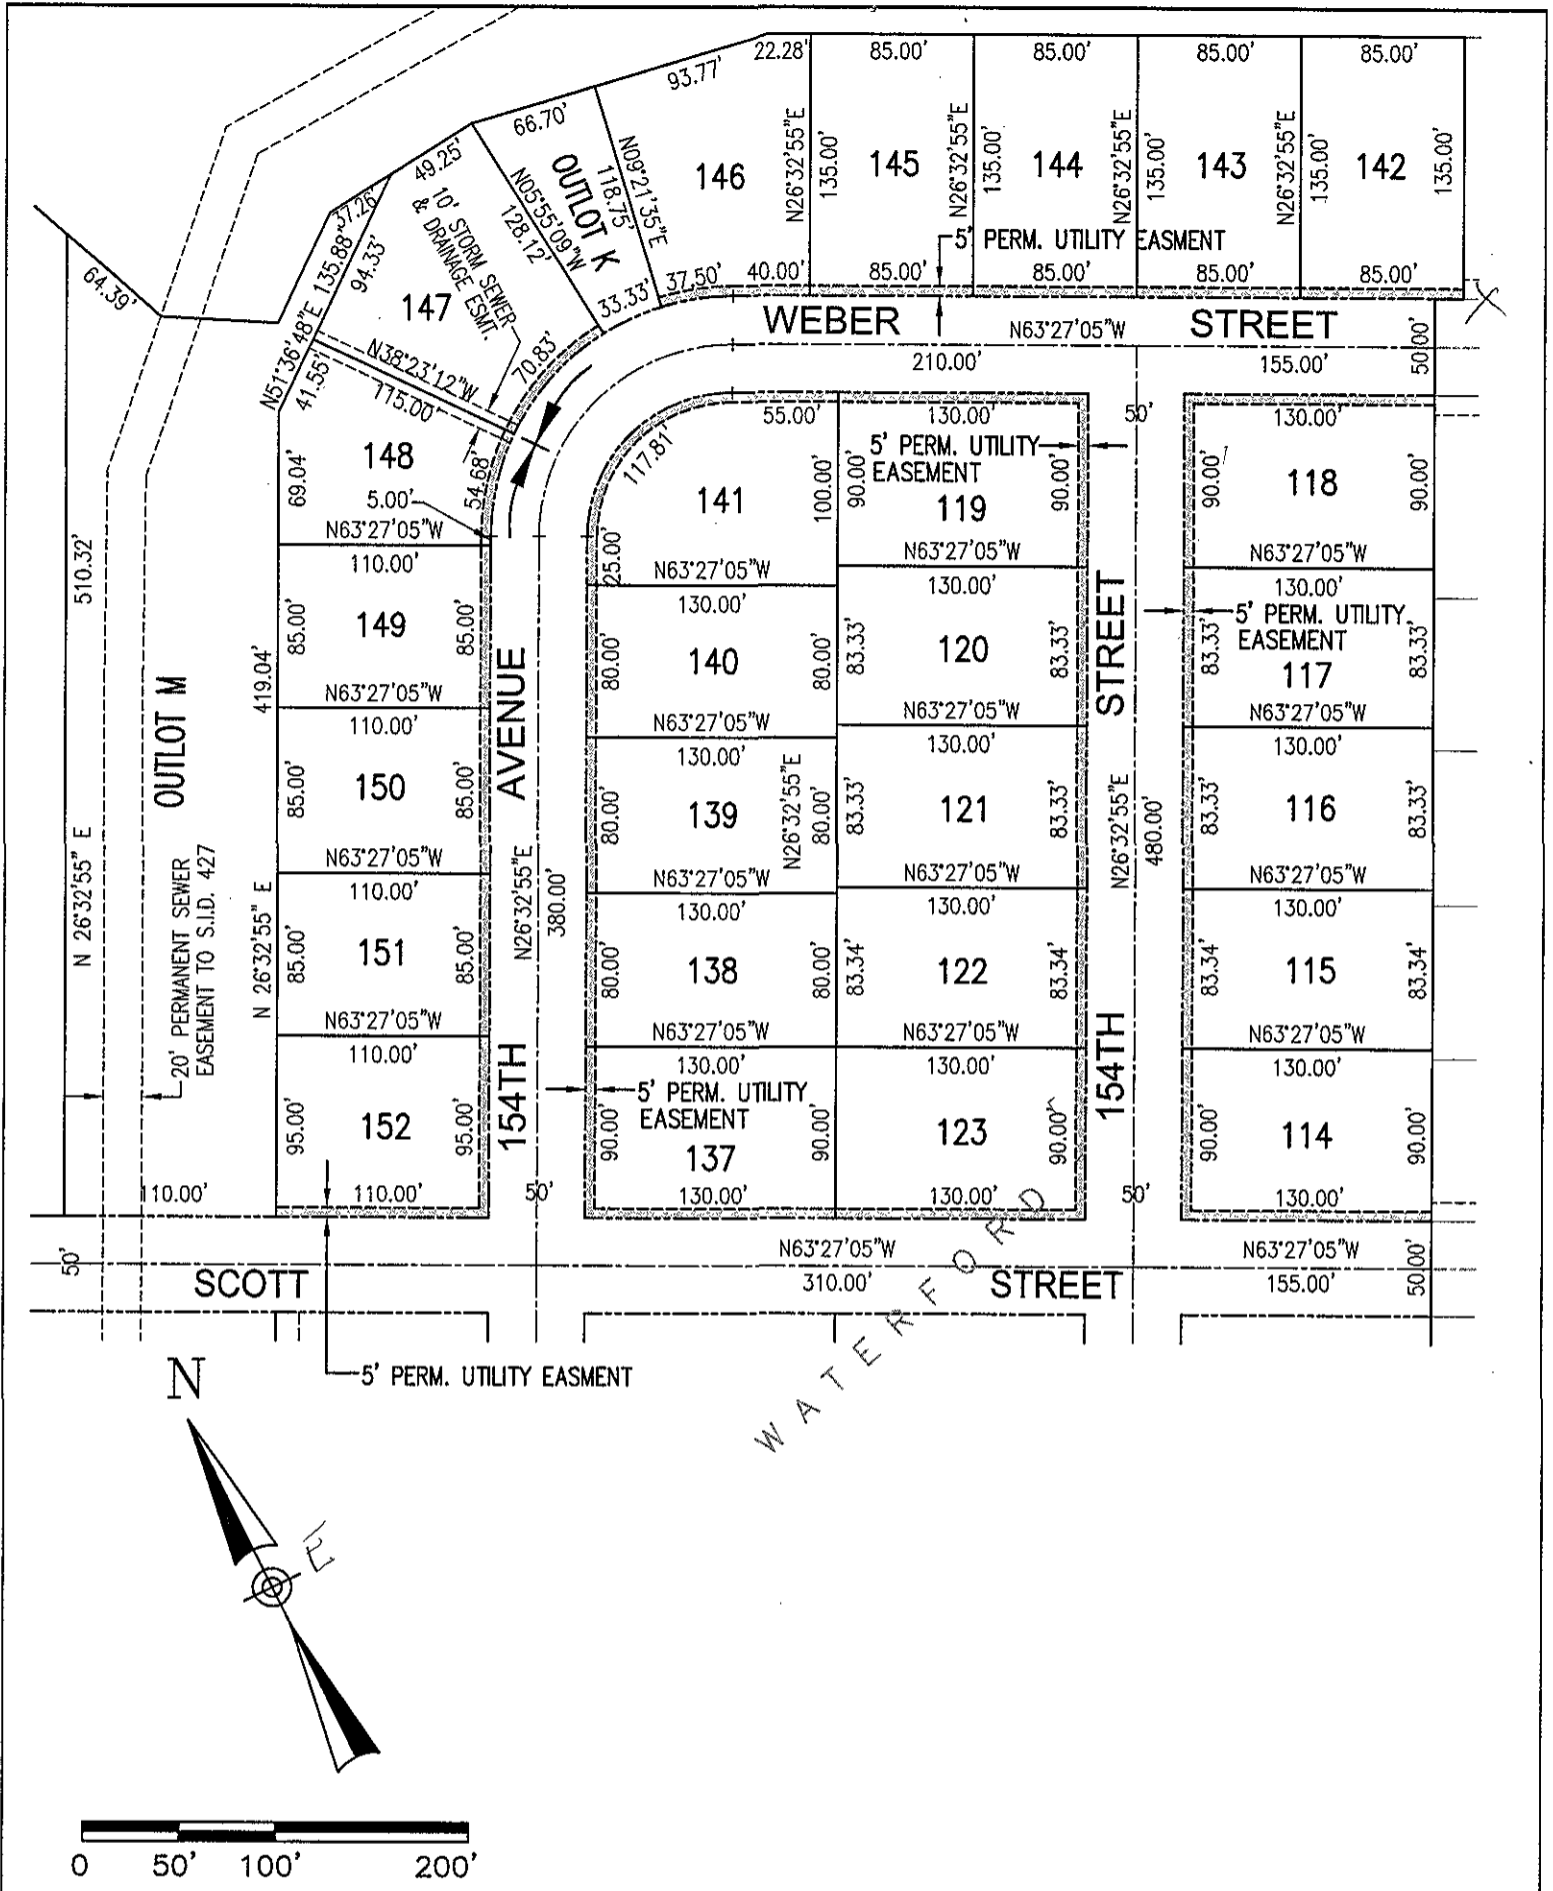 22.28' 85.00' 85.00' 85.00' 85.00'
93.77'
66.70'
49.25'
37.26'
64.39'
OUTLOT K
N09°21'35"E
118.75'
N05°55'09"W
128.12'
10' STORM SEWER
& DRAINAGE ESMT.
146 145 144 143 142
N26°32'55"E 135.00' N26°32'55"E 135.00' N26°32'55"E 135.00' N26°32'55"E 135.00' 135.00'
5' PERM. UTILITY EASMENT
33.33' 37.50' 40.00' 85.00' 85.00' 85.00' 85.00'
N51°36'48"E 135.88'
94.33'
41.55'
147
70.83'
N38°23'12"W
115.00'
WEBER STREET
N63°27'05"W
210.00' 155.00' 50.00'
X
148
69.04'
54.68'
5.00'
N63°27'05"W
110.00'
117.81'
55.00' 130.00' 50' 130.00'
5' PERM. UTILITY
EASEMENT
141 100.00' 90.00' 119 90.00' 90.00' 118 90.00'
25.00'
N63°27'05"W N63°27'05"W N63°27'05"W
130.00' 130.00' 130.00'
5' PERM. UTILITY
EASEMENT
510.32'
419.04'
OUTLOT M
85.00' 149 85.00'
80.00' 140 80.00' 83.33' 120 83.33' 83.33' 117 83.33'
N63°27'05"W N63°27'05"W N63°27'05"W N63°27'05"W
110.00' 130.00' 130.00' 130.00'
AVENUE
STREET
85.00' 150 85.00'
80.00' 139 N26°32'55"E 80.00' 83.33' 121 83.33' 83.33' 116 83.33'
N26°32'55"E
480.00'
N63°27'05"W N63°27'05"W N63°27'05"W N63°27'05"W
110.00' 130.00' 130.00' 130.00'
N 26°32'55" E
20' PERMANENT SEWER
EASEMENT TO S.I.D. 427
N 26°32'55" E
N26°32'55"E
380.00'
85.00' 151 85.00'
80.00' 138 80.00' 83.34' 122 83.34' 83.34' 115 83.34'
N63°27'05"W N63°27'05"W N63°27'05"W N63°27'05"W
110.00' 130.00' 130.00' 130.00'
154TH
154TH
5' PERM. UTILITY
EASEMENT
95.00' 152 95.00'
90.00' 137 90.00' 123 90.00' 90.00' 114 90.00'
110.00' 110.00' 50' 130.00' 130.00' 50' 130.00'
50' N63°27'05"W N63°27'05"W 50.00'
SCOTT STREET
310.00' 155.00'
WATERFORD
5' PERM. UTILITY EASMENT
N
E
0 50' 100' 200'